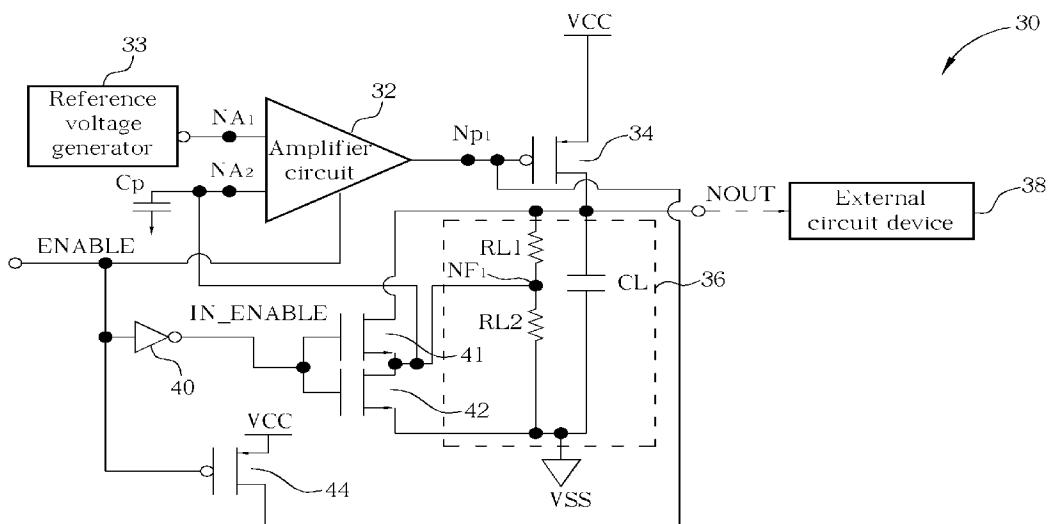 VCC
30
33
Reference
voltage
generator
NA1
32
Amplifier
circuit
Np1
34
Cp
NA2
NOUT
External
circuit device
38
ENABLE
RL1
NF1
CL
36
IN_ENABLE
RL2
41
40
42
VCC
44
VSS